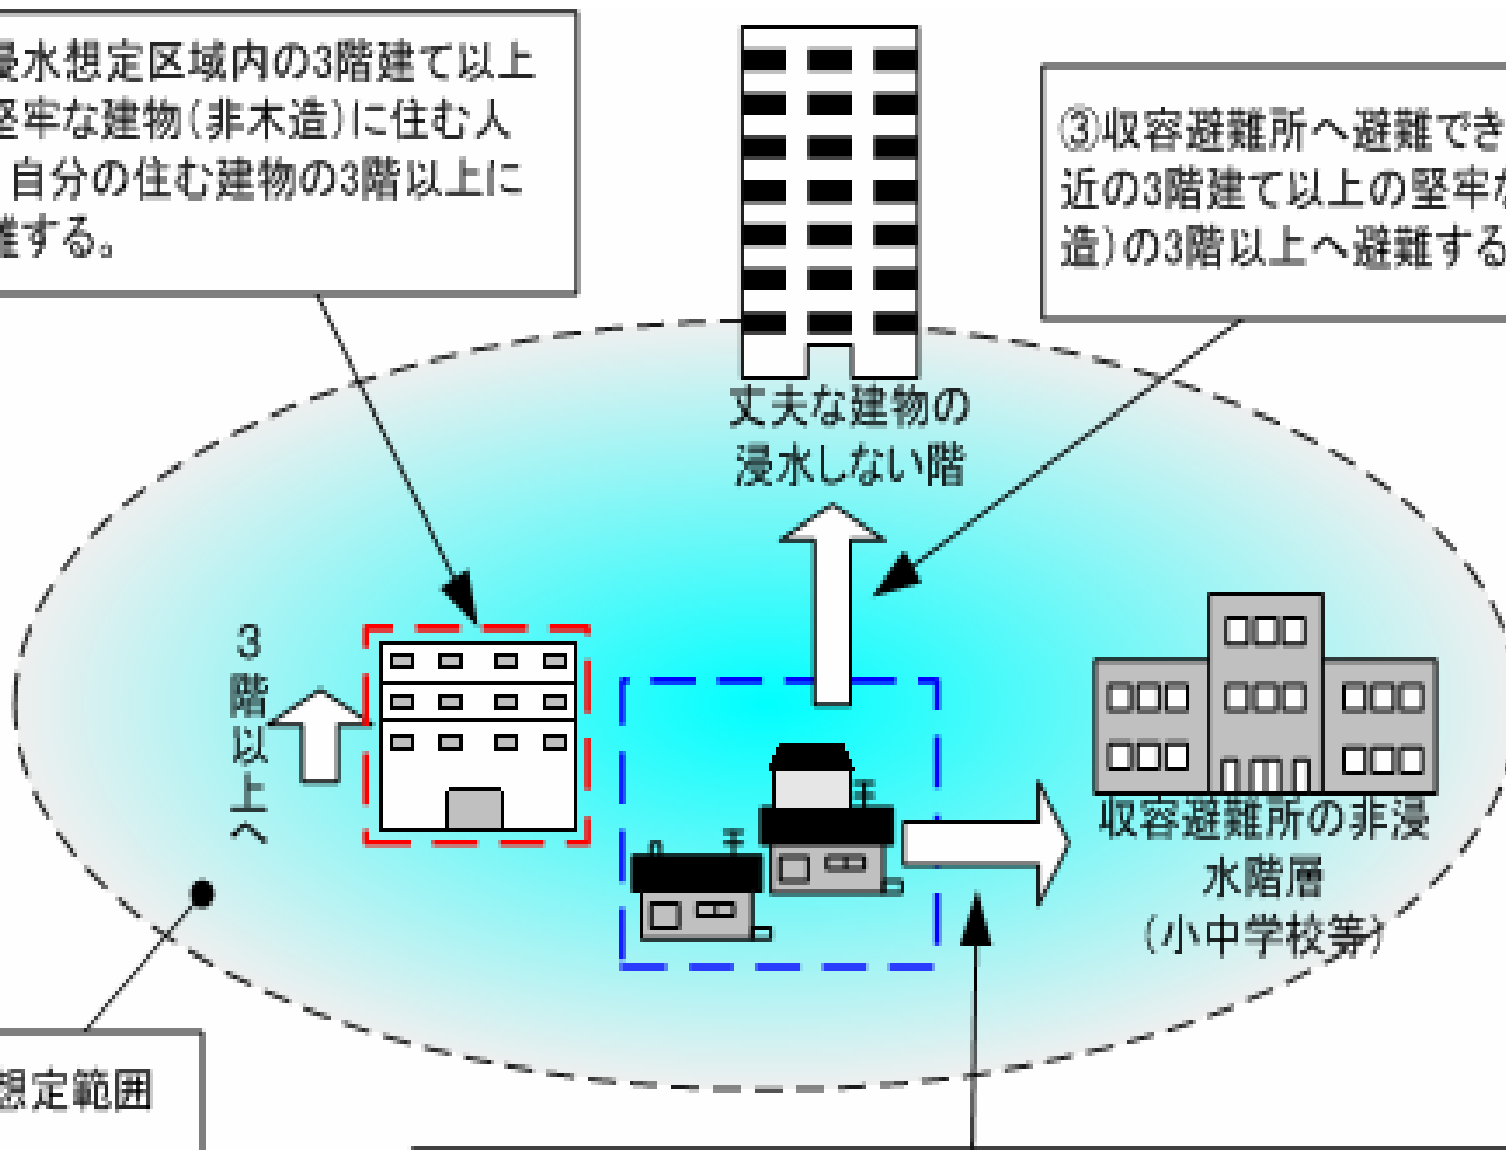 浸水想定区域内の3階建て以上
堅牢な建物(非木造)に住む人
自分の住む建物の3階以上に
難する。
③収容避難所へ避難でき
近の3階建て以上の堅牢な
造)の3階以上へ避難する
丈夫な建物の
浸水しない階
3階以上へ
収容避難所の非浸
水階層
(小中学校等)
想定範囲